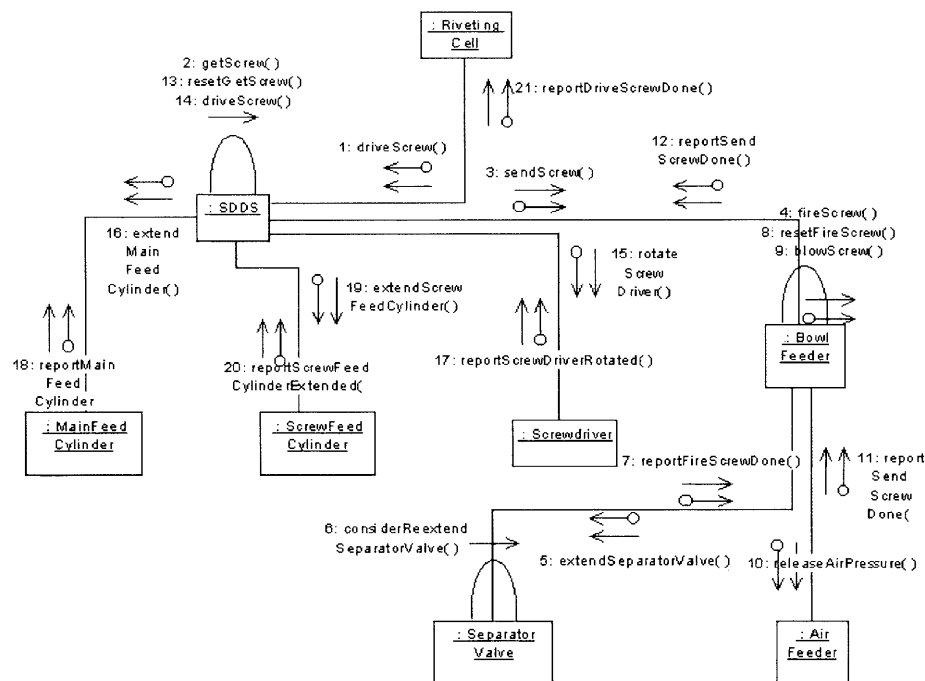 : Riveting
Cell
2: getScrew()
13: resetGetScrew()
14: driveScrew()
21: reportDriveScrewDone()
1: driveScrew()
12: reportSend
ScrewDone()
3: sendScrew()
: SDDS
4: fireScrew()
8: resetFireScrew()
9: blowScrew()
16: extend
Main
Feed
Cylinder()
19: extendScrew
FeedCylinder()
15: rotate
Screw
Driver()
: Bowl
Feeder
18: reportMain
Feed
Cylinder
20: reportScrewFeed
CylinderExtended(
17: reportScrewDriverRotated()
: MainFeed
Cylinder
: ScrewFeed
Cylinder
: Screwdriver
7: reportFireScrewDone()
11: report
Send
Screw
Done(
6: considerReextend
SeparatorValve()
5: extendSeparatorValve()
10: releaseAirPressure()
: Separator
Valve
: Air
Feeder